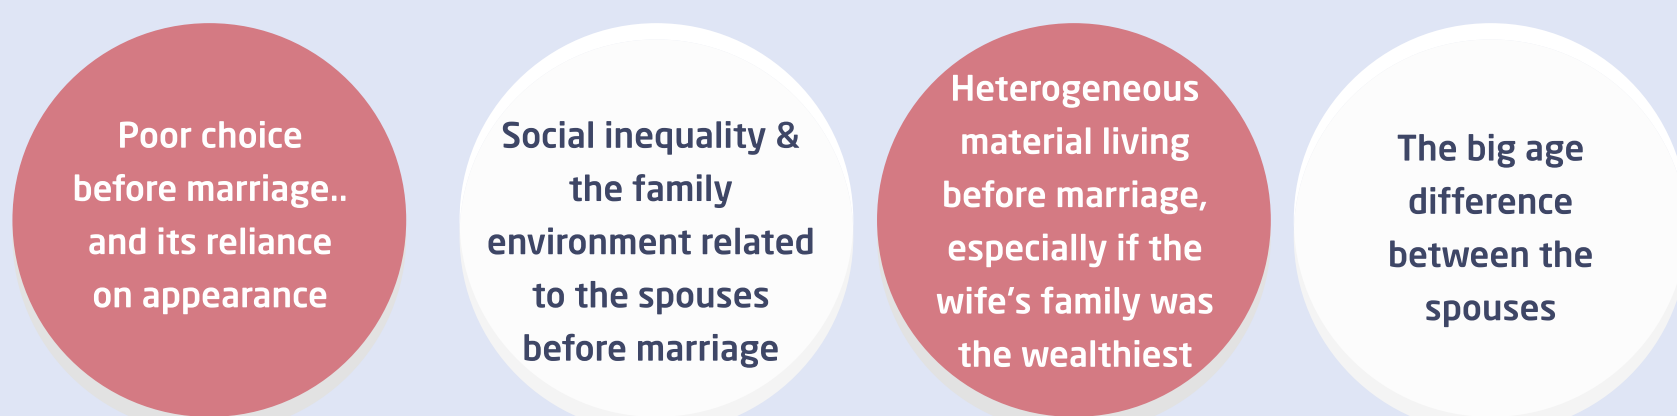 Poor choice
before marriage..
and its reliance
on appearance
Social inequality &
the family
environment related
to the spouses
before marriage
Heterogeneous
material living
before marriage,
especially if the
wife's family was
the wealthiest
The big age
difference
between the
spouses